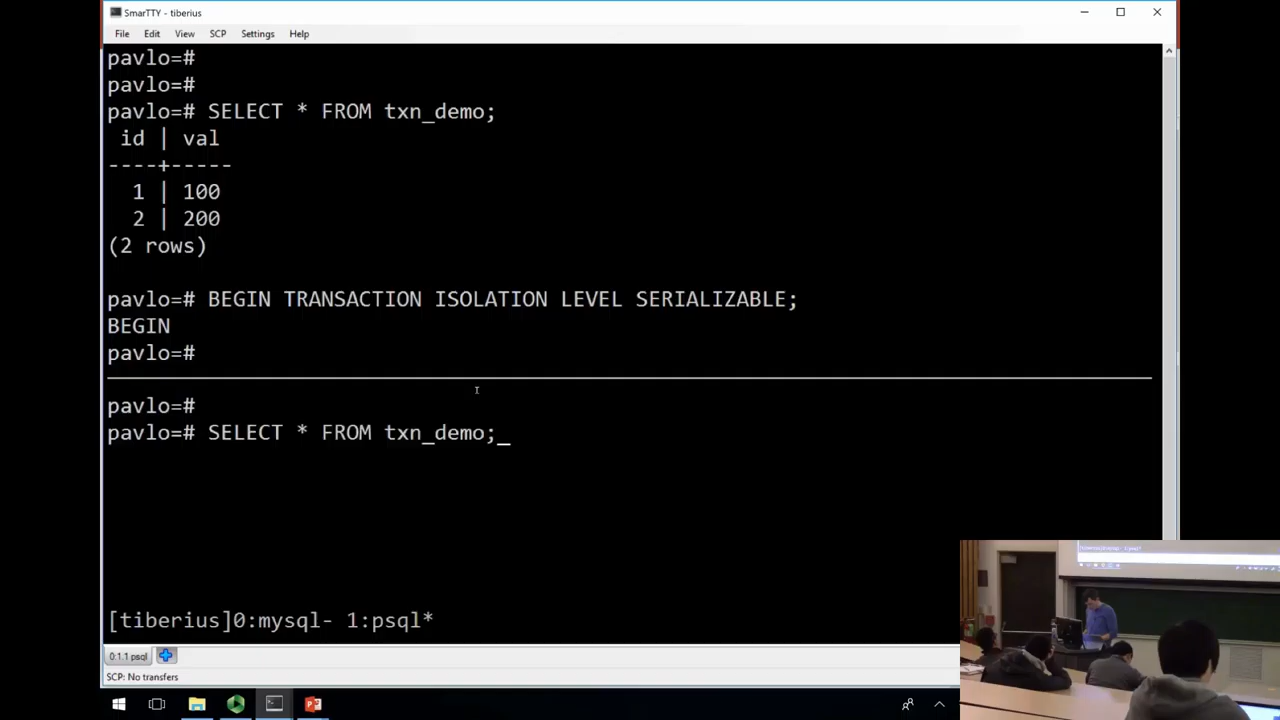 SmarTTY - tiberius
File Edit View SCP Settings Help
pavlo=#
pavlo=#
pavlo=# SELECT * FROM txn_demo;
id | val
----+-----
1 | 100
2 | 200
(2 rows)
pavlo=# BEGIN TRANSACTION ISOLATION LEVEL SERIALIZABLE;
BEGIN
pavlo=#
pavlo=#
pavlo=# SELECT * FROM txn_demo;_
[tiberius]0:mysql- 1:psql*
0:1.1 psql
SCP: No transfers